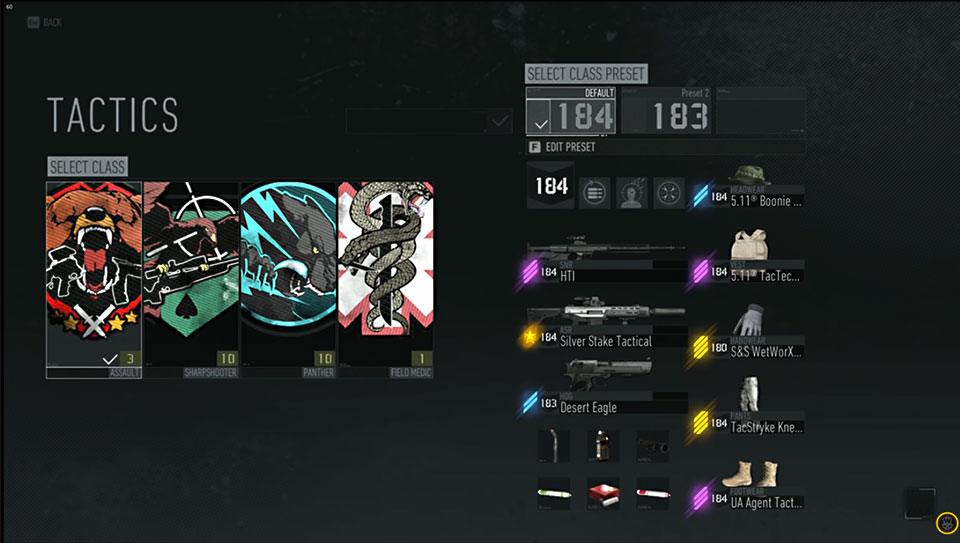 60
Esc BACK
TACTICS
SELECT CLASS
3
ASSAULT
10
SHARPSHOOTER
10
PANTHER
1
FIELD MEDIC
SELECT CLASS PRESET
DEFAULT
184
Preset 2
183
F EDIT PRESET
184
SNR
184 HTI
ASR
184 Silver Stake Tactical
HDG
183 Desert Eagle
HEADWEAR
184 5.11® Boonie ...
VEST
184 5.11® TacTec...
HANDWEAR
180 S&S WetWorX...
PANTS
184 TacStryke Kne...
FOOTWEAR
184 UA Agent Tact...